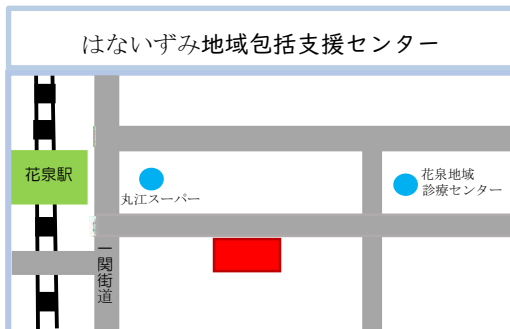 はないずみ地域包括支援センター
花泉駅
丸江スーパー
花泉地域
診療センター
一関街道